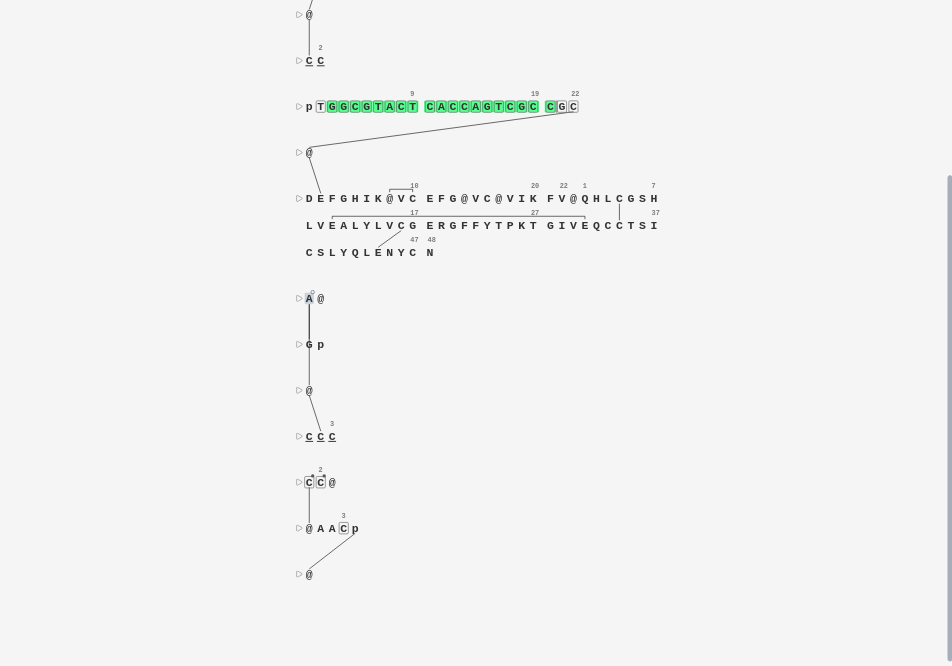 @
2
C C
9 19 22
p T G G C G T A C T C A C C A G T C G C C G C
@
10 20 22 1 7
D E F G H I K @ V C E F G @ V C @ V I K F V @ Q H L C G S H
17 27 37
L V E A L Y L V C G E R G F F Y T P K T G I V E Q C C T S I
47 48
C S L Y Q L E N Y C N
A @
G p
@
3
C C C
2
C C @
3
@ A A C p
@